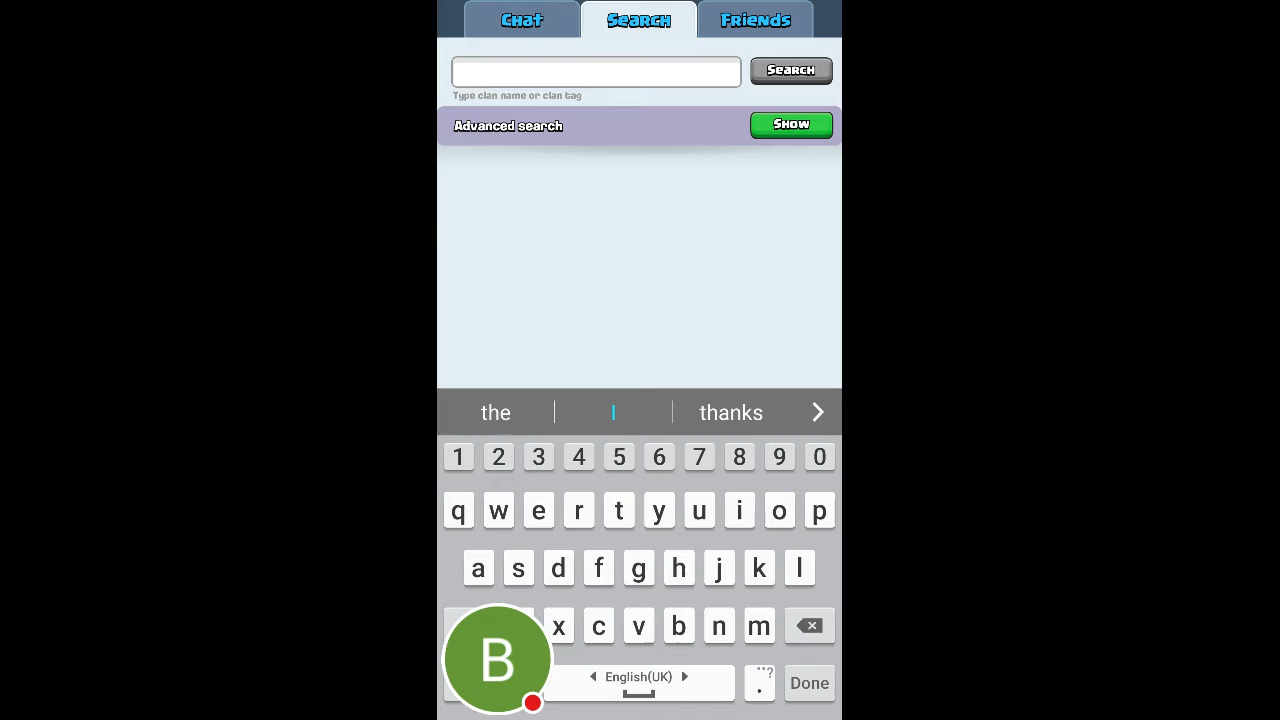 Chat Search Friends
Search
Type clan name or clan tag
Advanced search Show
the I thanks
1 2 3 4 5 6 7 8 9 0
q w e r t y u i o p
a s d f g h j k l
x c v b n m
B
English(UK) ..? . Done